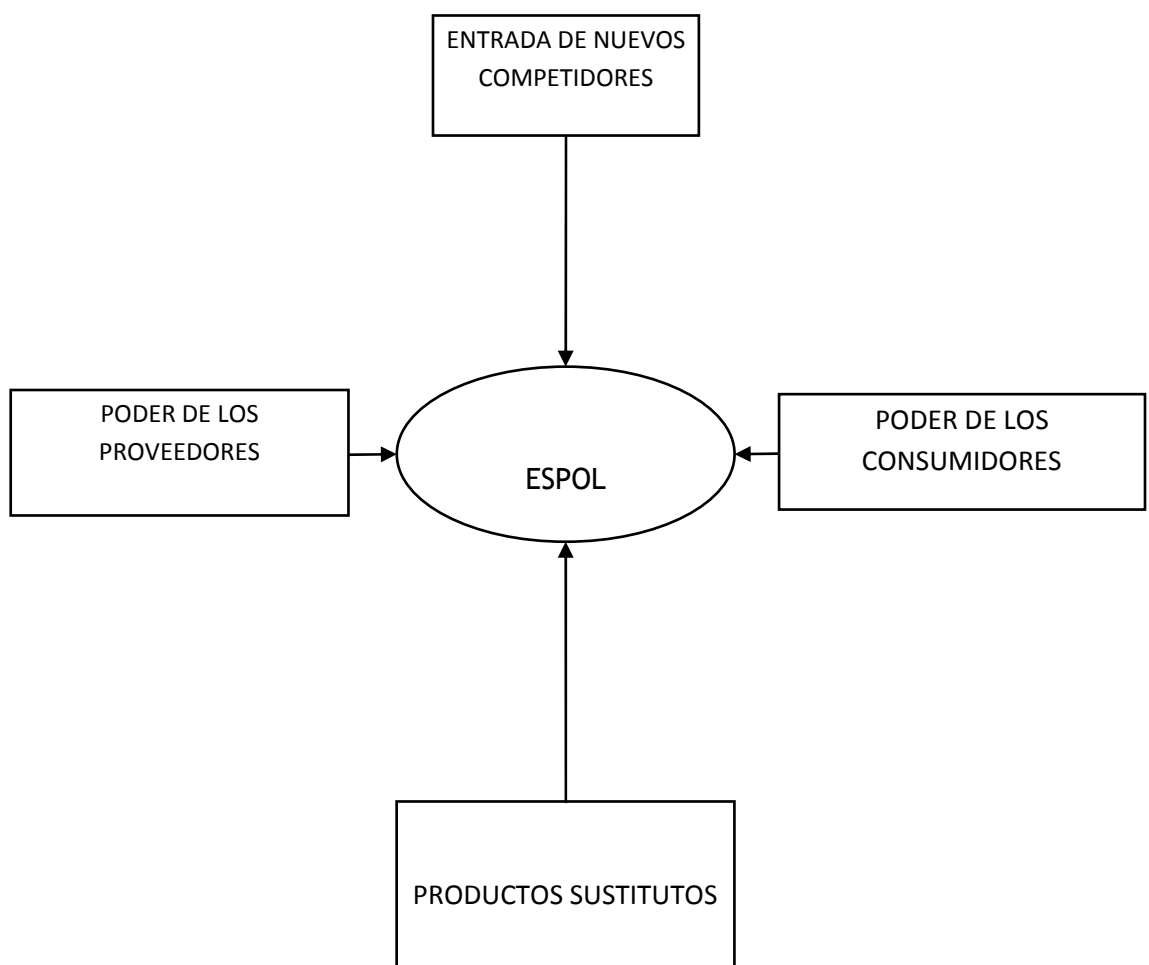 ENTRADA DE NUEVOS
COMPETIDORES
PODER DE LOS
PROVEEDORES
ESPOL
PODER DE LOS
CONSUMIDORES
PRODUCTOS SUSTITUTOS